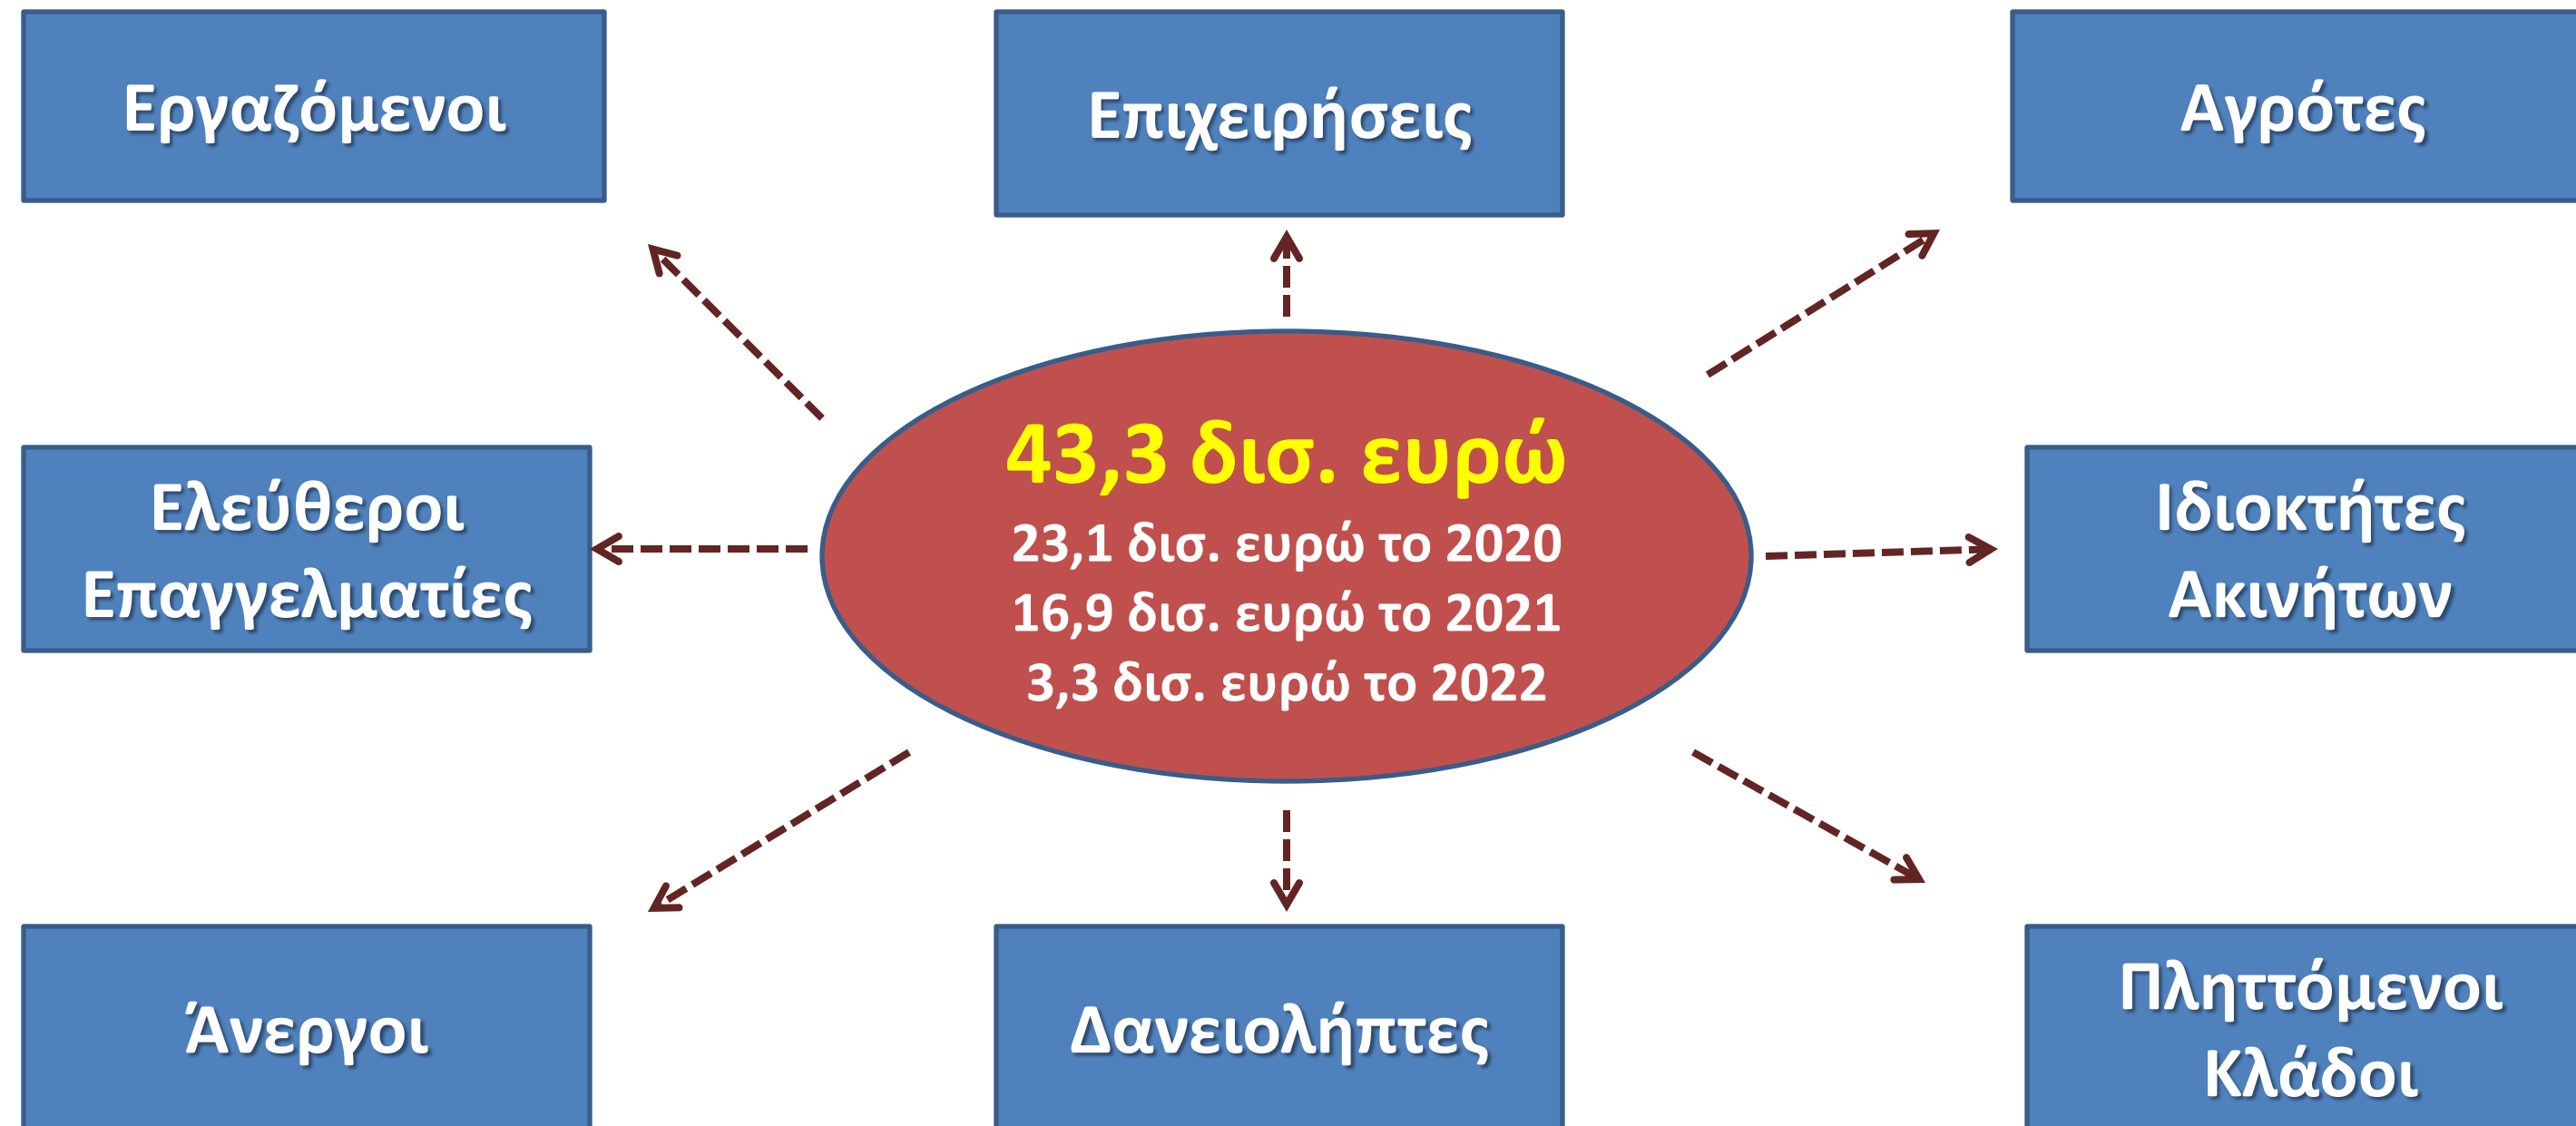 Εργαζόμενοι
Επιχειρήσεις
Αγρότες
Ελεύθεροι
Επαγγελματίες
43,3 δισ. ευρώ
23,1 δισ. ευρώ το 2020
16,9 δισ. ευρώ το 2021
3,3 δισ. ευρώ το 2022
Ιδιοκτήτες
Ακινήτων
Άνεργοι
Δανειολήπτες
Πληττόμενοι
Κλάδοι